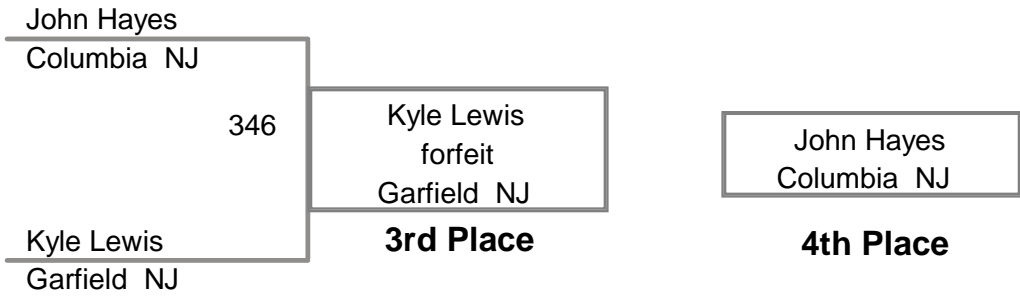 John Hayes
Columbia NJ
346
Kyle Lewis
forfeit
Garfield NJ
3rd Place
John Hayes
Columbia NJ
4th Place
Kyle Lewis
Garfield NJ